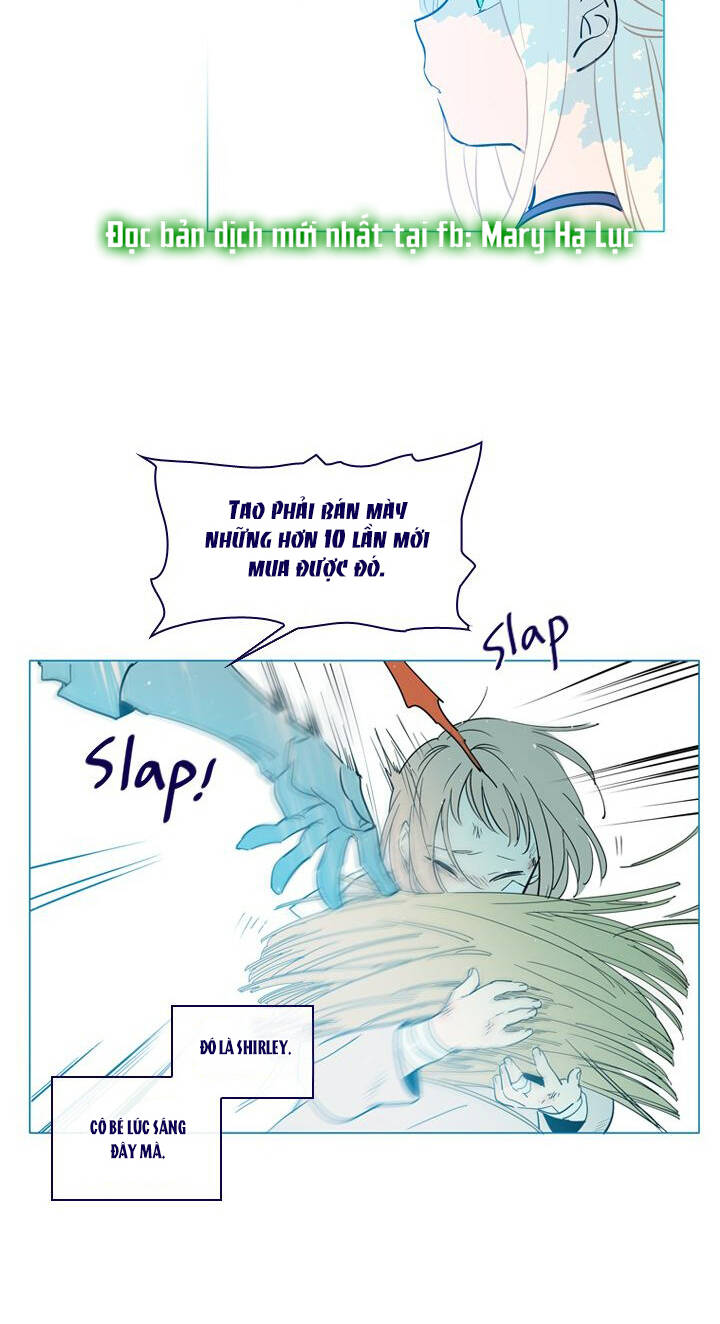 Đọc bản dịch mới nhất tại fb: Mary Hạ Lục
TAO PHẢI BÁN MÀY
NHỮNG HƠN 10 LẦN MỚI
MUA ĐƯỢC ĐÓ.
Slap
Slap!
ĐÓ LÀ SHIRLEY.
CÔ BÉ LÚC SÁNG
ĐÂY MÀ.